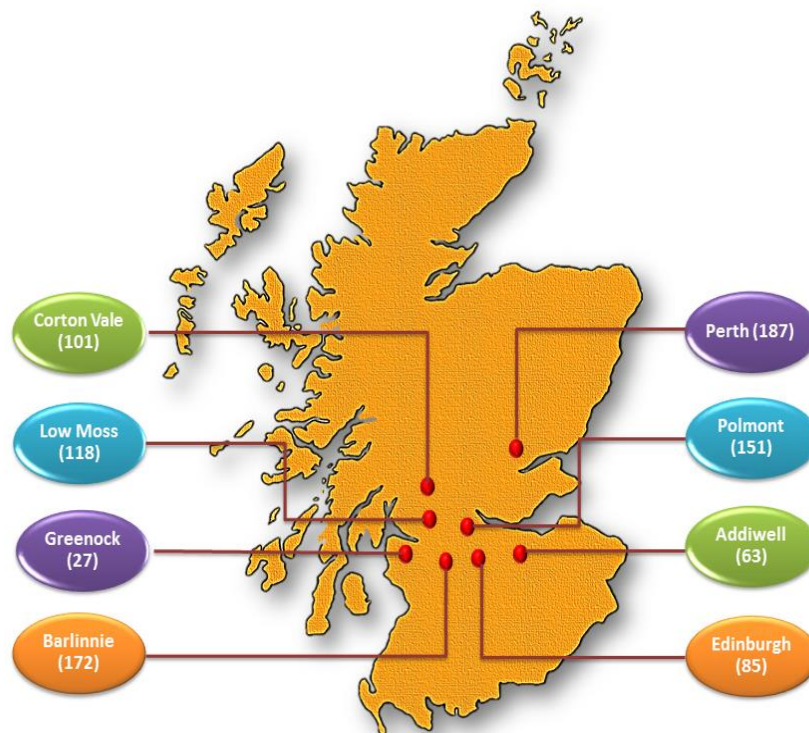 Corton Vale
(101)
Low Moss
(118)
Greenock
(27)
Barlinnie
(172)
Perth (187)
Polmont
(151)
Addiwell
(63)
Edinburgh
(85)